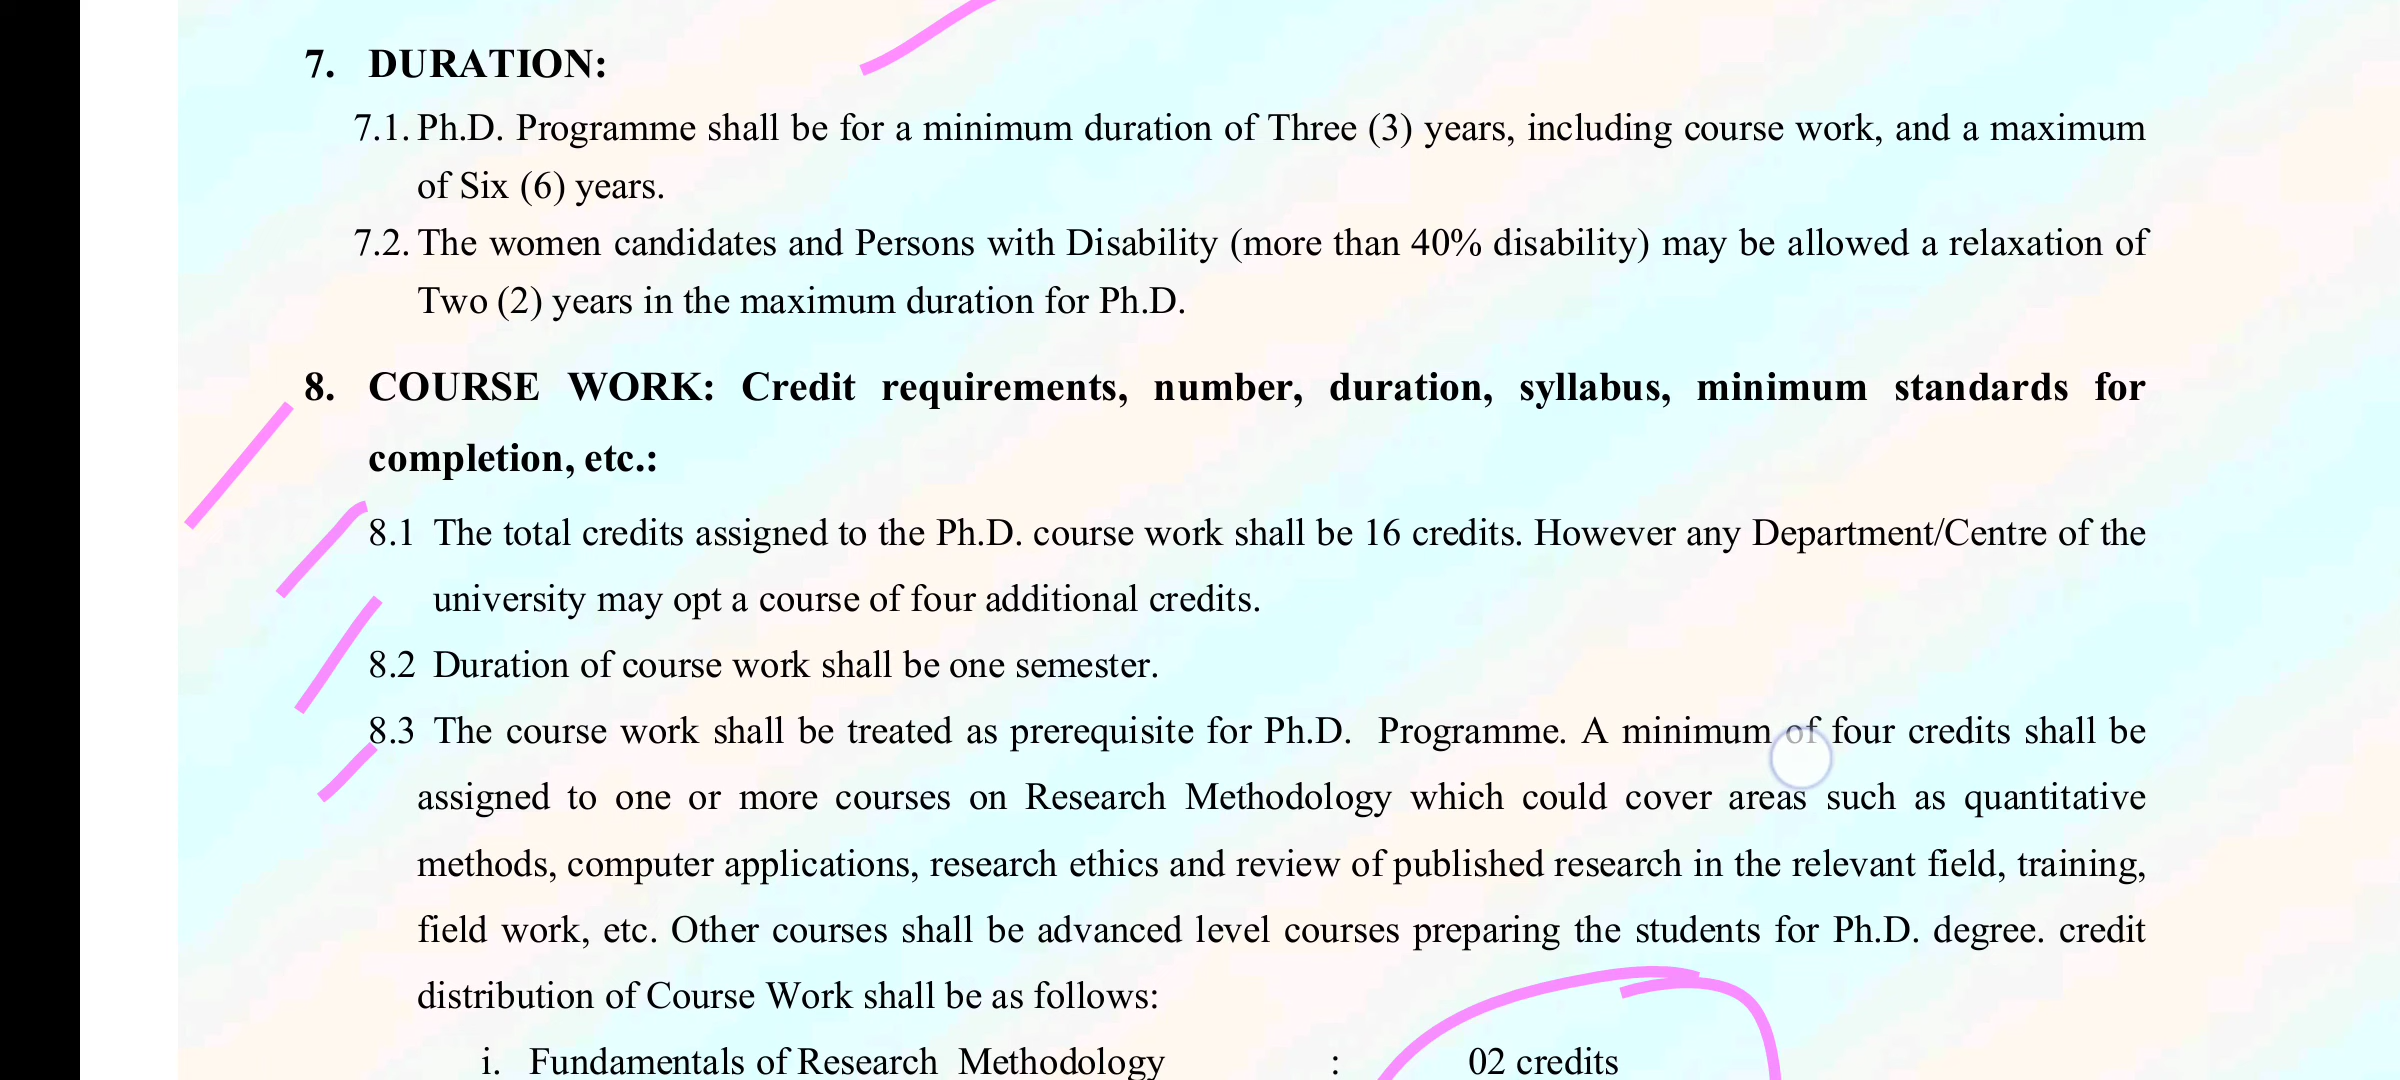 7. DURATION:
7.1. Ph.D. Programme shall be for a minimum duration of Three (3) years, including course work, and a maximum
of Six (6) years.
7.2. The women candidates and Persons with Disability (more than 40% disability) may be allowed a relaxation of
Two (2) years in the maximum duration for Ph.D.
8. COURSE WORK: Credit requirements, number, duration, syllabus, minimum standards for
completion, etc.:
8.1 The total credits assigned to the Ph.D. course work shall be 16 credits. However any Department/Centre of the
university may opt a course of four additional credits.
8.2 Duration of course work shall be one semester.
8.3 The course work shall be treated as prerequisite for Ph.D. Programme. A minimum of four credits shall be
assigned to one or more courses on Research Methodology which could cover areas such as quantitative
methods, computer applications, research ethics and review of published research in the relevant field, training,
field work, etc. Other courses shall be advanced level courses preparing the students for Ph.D. degree. credit
distribution of Course Work shall be as follows:
i. Fundamentals of Research Methodology : 02 credits